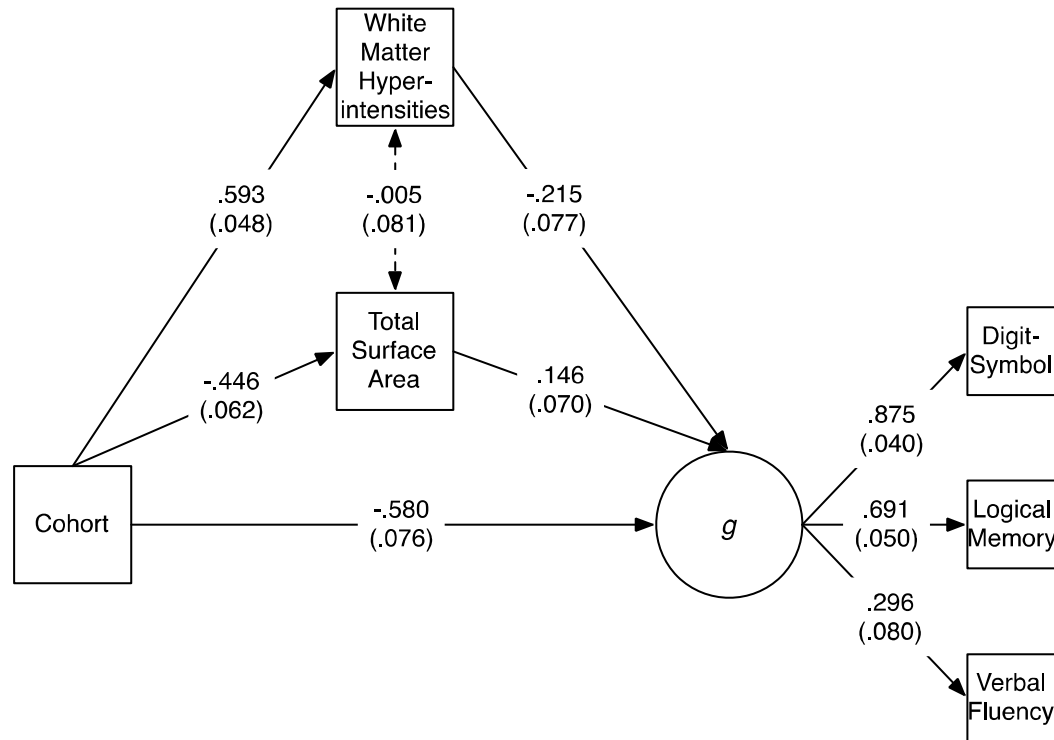 White
Matter
Hyper-
intensities
.593
(.048)
-.005
(.081)
-.215
(.077)
Total
Surface
Area
-.446
(.062)
.146
(.070)
Cohort
-.580
(.076)
g
.875
(.040)
.691
(.050)
.296
(.080)
Digit-
Symbol
Logical
Memory
Verbal
Fluency